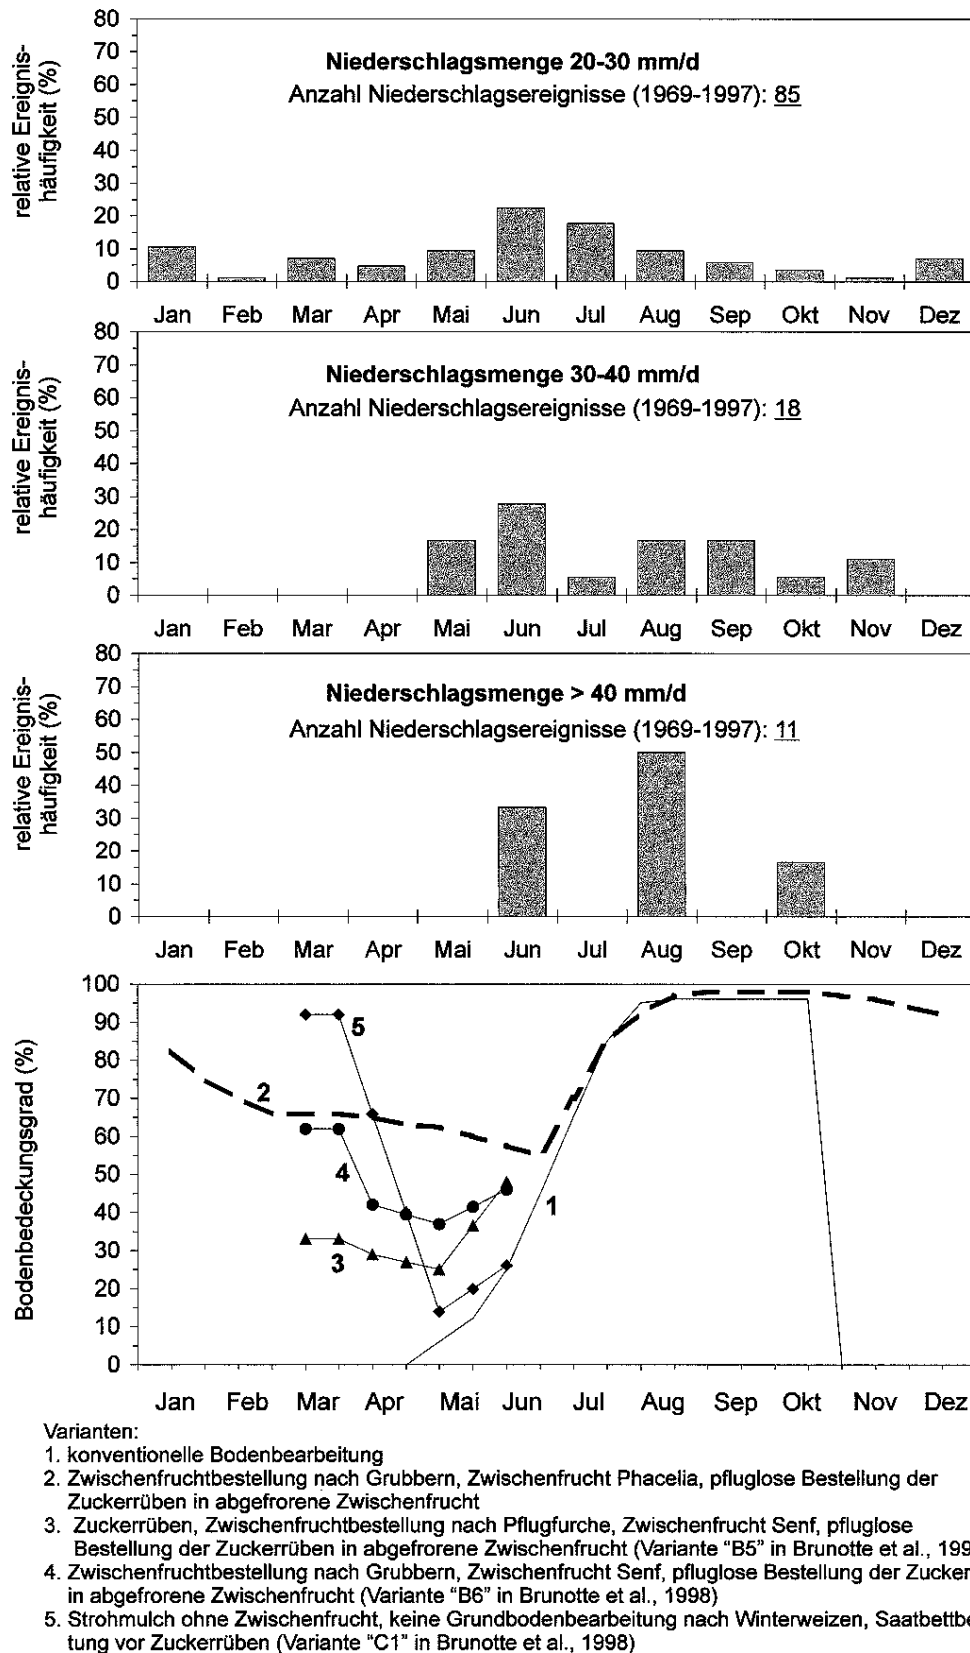 relative Ereignis-
häufigkeit (%)
80
70
60
50
40
30
20
10
0
Niederschlagsmenge 20-30 mm/d
Anzahl Niederschlagsereignisse (1969-1997): 85
Jan Feb Mar Apr Mai Jun Jul Aug Sep Okt Nov Dez
relative Ereignis-
häufigkeit (%)
80
70
60
50
40
30
20
10
0
Niederschlagsmenge 30-40 mm/d
Anzahl Niederschlagsereignisse (1969-1997): 18
Jan Feb Mar Apr Mai Jun Jul Aug Sep Okt Nov Dez
relative Ereignis-
häufigkeit (%)
80
70
60
50
40
30
20
10
0
Niederschlagsmenge > 40 mm/d
Anzahl Niederschlagsereignisse (1969-1997): 11
Jan Feb Mar Apr Mai Jun Jul Aug Sep Okt Nov Dez
Bodenbedeckungsgrad (%)
100
90
80
70
60
50
40
30
20
10
0
5
2
4
3
1
Jan Feb Mar Apr Mai Jun Jul Aug Sep Okt Nov Dez
Varianten:
1. konventionelle Bodenbearbeitung
2. Zwischenfruchtbestellung nach Grubbern, Zwischenfrucht Phacelia, pfluglose Bestellung der
Zuckerrüben in abgefrorene Zwischenfrucht
3. Zuckerrüben, Zwischenfruchtbestellung nach Pflugfurche, Zwischenfrucht Senf, pfluglose
Bestellung der Zuckerrüben in abgefrorene Zwischenfrucht (Variante "B5" in Brunotte et al., 199
4. Zwischenfruchtbestellung nach Grubbern, Zwischenfrucht Senf, pfluglose Bestellung der Zucker
in abgefrorene Zwischenfrucht (Variante "B6" in Brunotte et al., 1998)
5. Strohmulch ohne Zwischenfrucht, keine Grundbodenbearbeitung nach Winterweizen, Saatbettbe
tung vor Zuckerrüben (Variante "C1" in Brunotte et al., 1998)